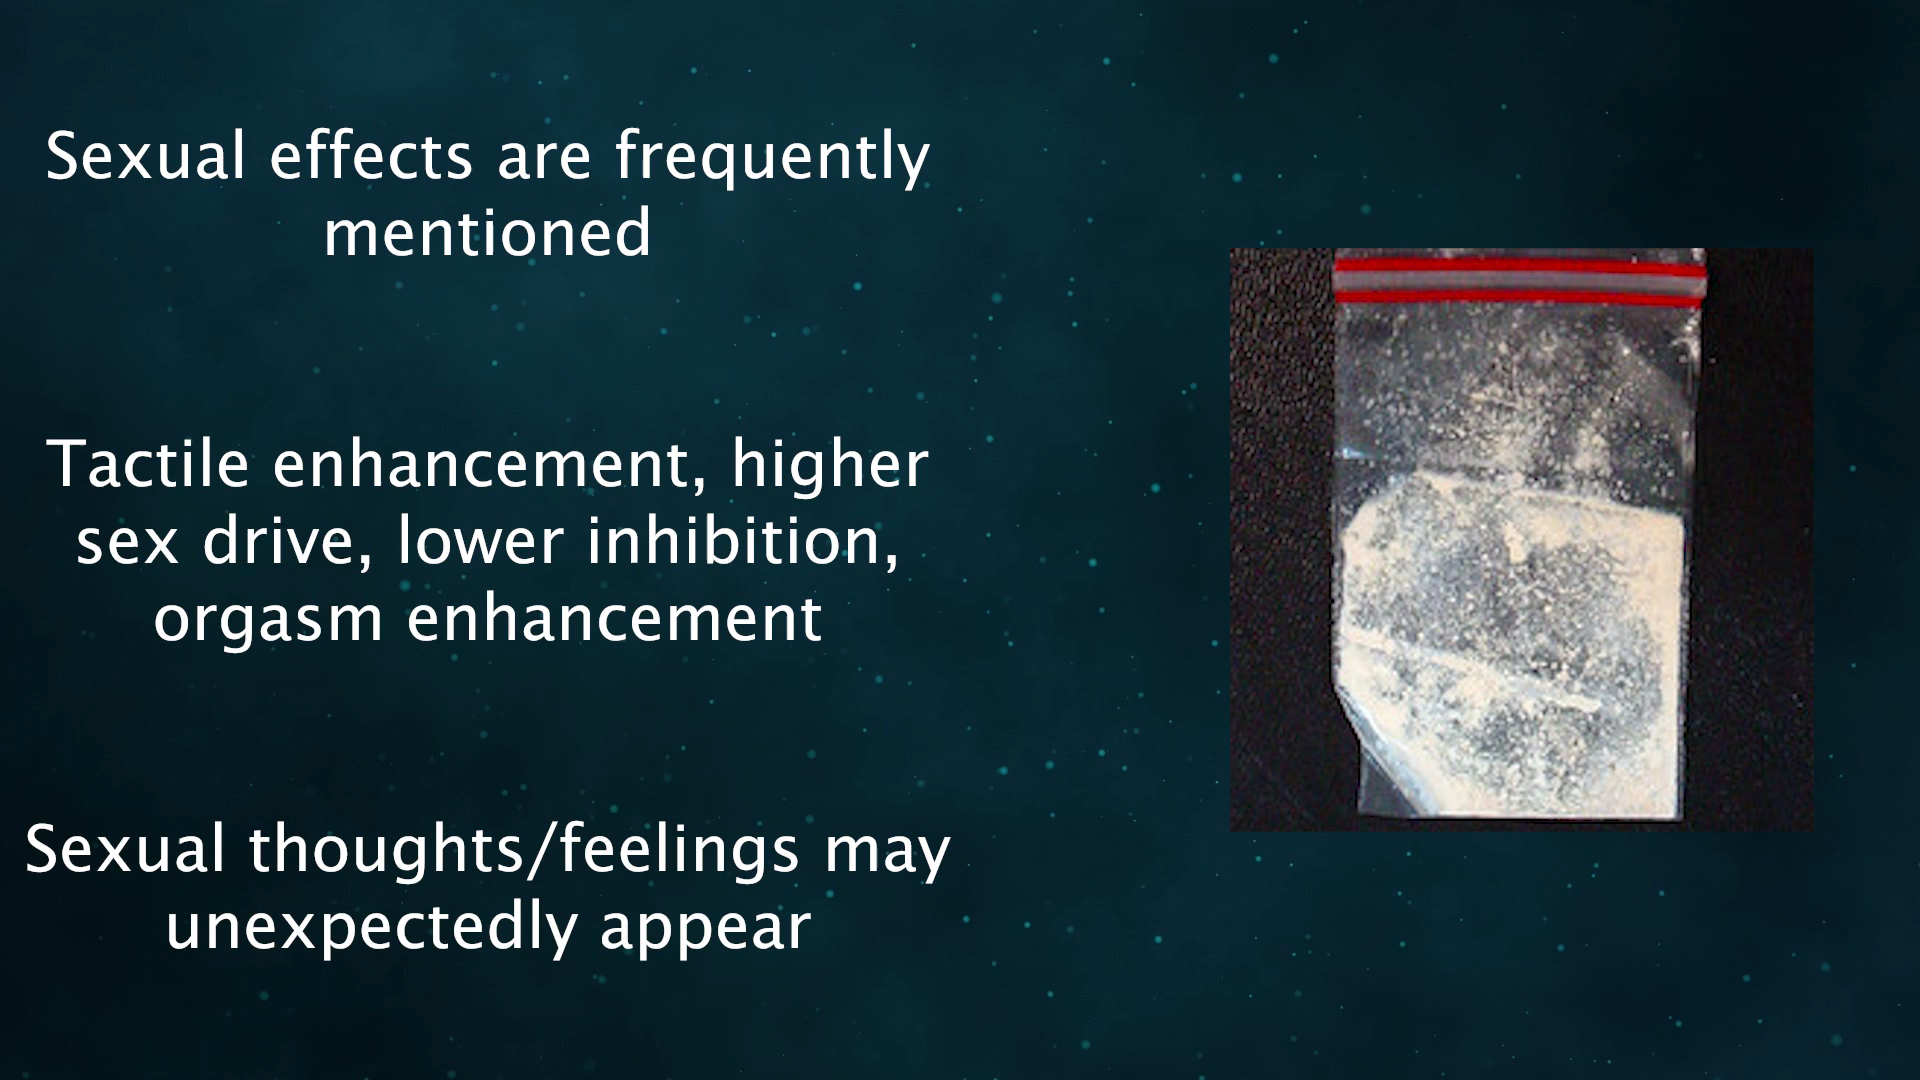 Sexual effects are frequently
mentioned
Tactile enhancement, higher
sex drive, lower inhibition,
orgasm enhancement
Sexual thoughts/feelings may
unexpectedly appear